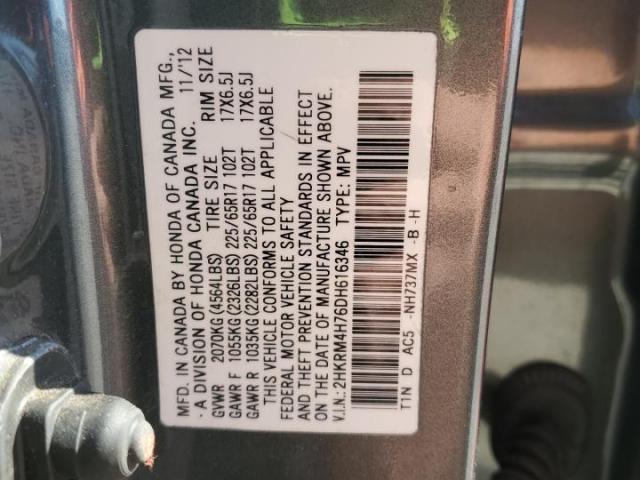 MFD. IN CANADA BY HONDA OF CANADA MFG.,
A DIVISION OF HONDA CANADA INC. 11/12
GVWR 2070KG (4564LBS) TIRE SIZE RIM SIZE
GAWR F 1055KG (2326LBS) 225/65R17 102T 17X6.5J
GAWR R 1035KG (2282LBS) 225/65R17 102T 17X6.5J
THIS VEHICLE CONFORMS TO ALL APPLICABLE
FEDERAL MOTOR VEHICLE SAFETY
AND THEFT PREVENTION STANDARDS IN EFFECT
ON THE DATE OF MANUFACTURE SHOWN ABOVE.
V.I.N.: 2HKRM4H76DH616346 TYPE: MPV
T1N D AC5 -NH737MX -B -H